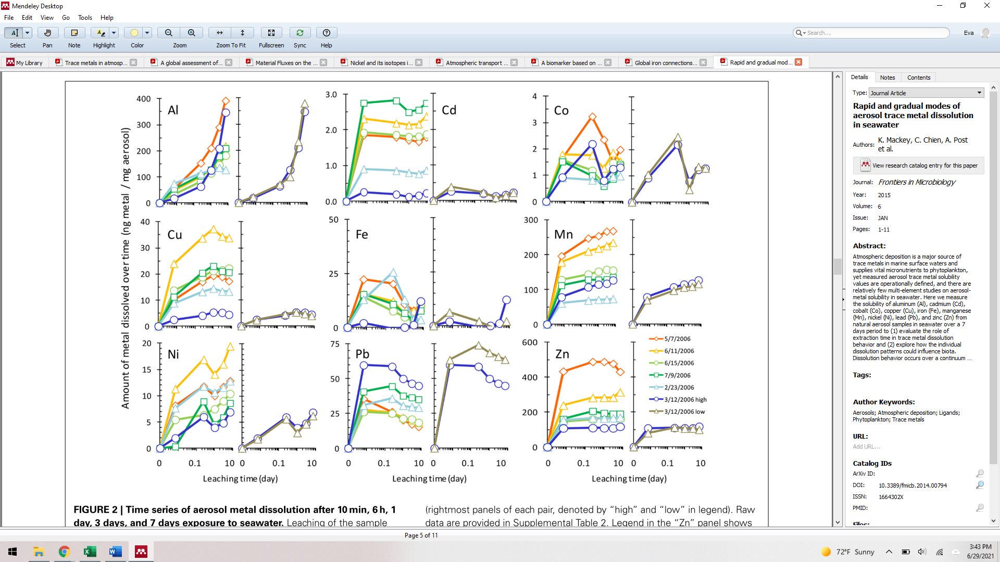 Mendeley Desktop
File Edit View Go Tools Help
Select Pan Note Highlight Color Zoom Zoom To Fit Fullscreen Sync Help
Search...
Eva
My Library
Trace metals in atmosp...
A global assessment of...
Material Fluxes on the ...
Nickel and its isotopes i...
Atmospheric transport ...
A biomarker based on ...
Global iron connections...
Rapid and gradual mod...
Amount of metal dissolved over time (ng metal / mg aerosol)
Al
400
300
200
100
0
Cd
3.0
2.0
1.0
0.0
Co
4
3
2
1
0
Cu
40
30
20
10
0
Fe
50
25
0
Mn
300
200
100
0
Ni
20
15
10
5
0
0 0.1 10 0 0.1 10
Leaching time (day)
Pb
75
50
25
0
0 0.1 10 0 0.1 10
Leaching time (day)
Zn
600
400
200
0
0 0.1 10 0 0.1 10
Leaching time (day)
5/7/2006
6/11/2006
6/15/2006
7/9/2006
2/23/2006
3/12/2006 high
3/12/2006 low
FIGURE 2 | Time series of aerosol metal dissolution after 10 min, 6 h, 1
day, 3 days, and 7 days exposure to seawater. Leaching of the sample
(rightmost panels of each pair, denoted by “high” and “low” in legend). Raw
data are provided in Supplemental Table 2. Legend in the “Zn” panel shows
Page 5 of 11
Details Notes Contents
Type: Journal Article
Rapid and gradual modes of
aerosol trace metal dissolution
in seawater
Authors: K. Mackey, C. Chien, A. Post
et al.
View research catalog entry for this paper
Journal: Frontiers in Microbiology
Year: 2015
Volume: 6
Issue: JAN
Pages: 1-11
Abstract:
Atmospheric deposition is a major source of
trace metals in marine surface waters and
supplies vital micronutrients to phytoplankton,
yet measured aerosol trace metal solubility
values are operationally defined, and there are
relatively few multi-element studies on aerosol-
metal solubility in seawater. Here we measure
the solubility of aluminum (Al), cadmium (Cd),
cobalt (Co), copper (Cu), iron (Fe), manganese
(Mn), nickel (Ni), lead (Pb), and zinc (Zn) from
natural aerosol samples in seawater over a 7
days period to (1) evaluate the role of
extraction time in trace metal dissolution
behavior and (2) explore how the individual
dissolution patterns could influence biota.
Dissolution behavior occurs over a continuum ...
Tags:
Author Keywords:
Aerosols; Atmospheric deposition; Ligands;
Phytoplankton; Trace metals
URL:
Add URL...
Catalog IDs
ArXiv ID:
DOI: 10.3389/fmicb.2014.00794
ISSN: 1664302X
PMID:
Files:
72°F Sunny
3:43 PM
6/29/2021